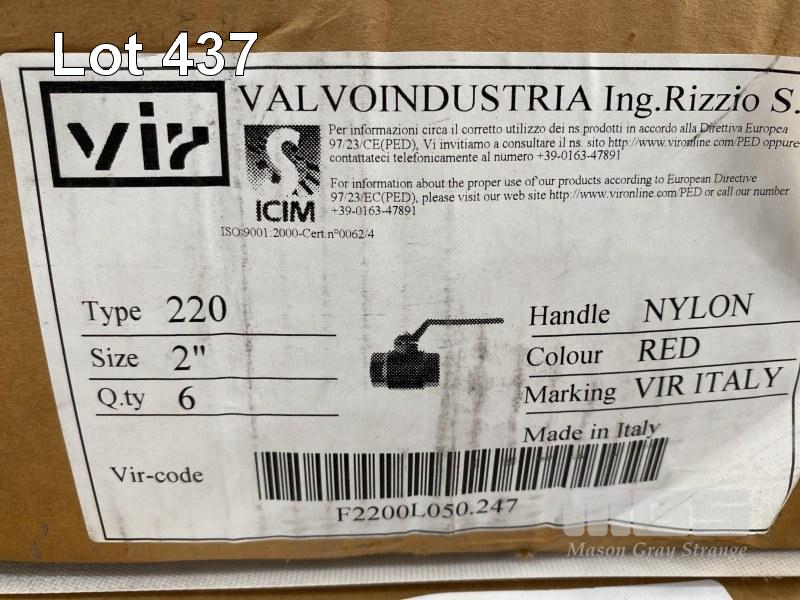 Lot 437
vir
VALVOINDUSTRIA Ing.Rizzio S.
Per informazioni circa il corretto utilizzo dei ns.prodotti in accordo alla Direttiva Europea
97/23/CE(PED), Vi invitiamo a consultare il ns. sito http://www.vironline.com/PED oppure
contattateci telefonicamente al numero +39-0163-47891
For information about the proper use of our products according to European Directive
97/23/EC(PED), please visit our web site http://www.vironline.com/PED or call our number
+39-0163-47891
ICIM
ISO:9001:2000-Cert.n°0062/4
Type 220
Size 2"
Q.ty 6
Handle NYLON
Colour RED
Marking VIR ITALY
Made in Italy
Vir-code
F2200L050.247
Mason Gray Strange